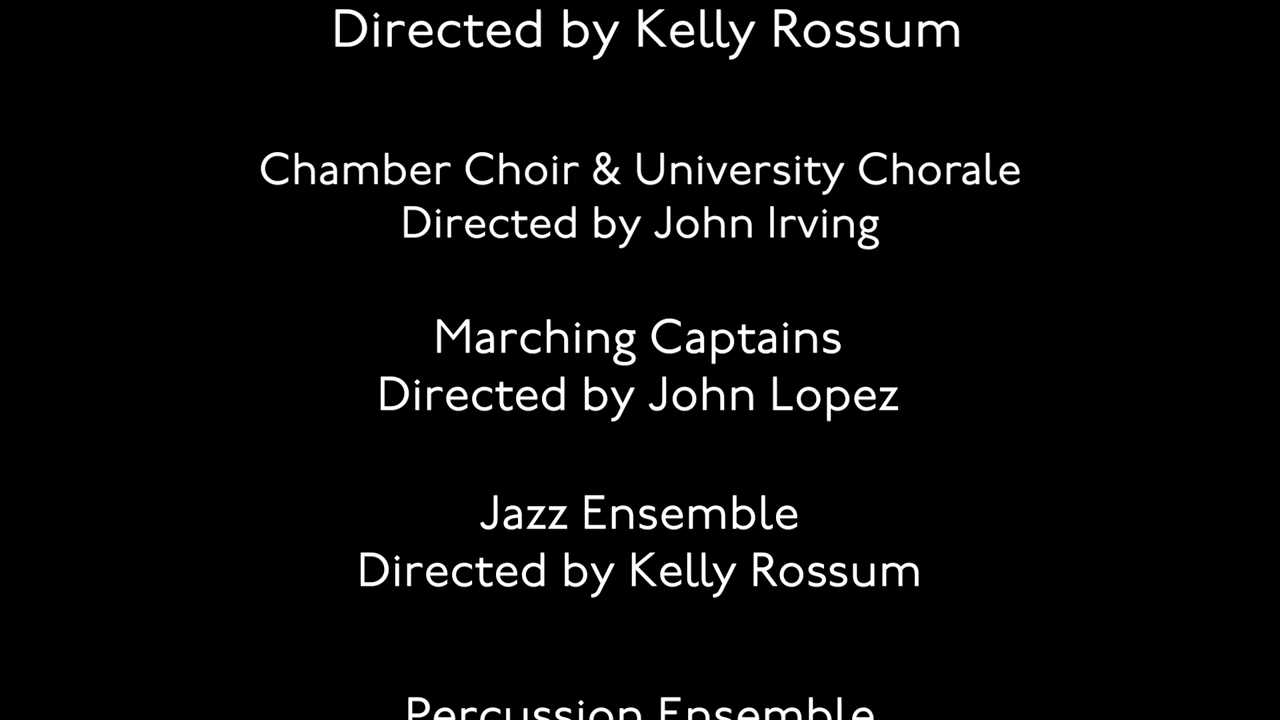 Directed by Kelly Rossum
Chamber Choir & University Chorale
Directed by John Irving
Marching Captains
Directed by John Lopez
Jazz Ensemble
Directed by Kelly Rossum
Percussion Ensemble